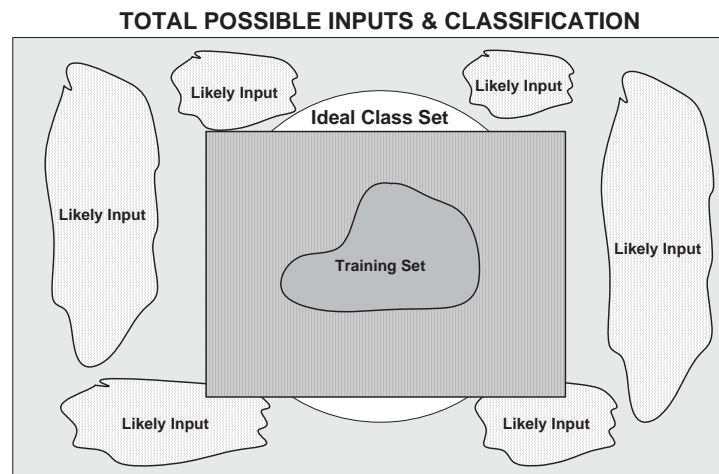 TOTAL POSSIBLE INPUTS & CLASSIFICATION
Likely Input
Likely Input
Ideal Class Set
Likely Input
Likely Input
Training Set
Likely Input
Likely Input